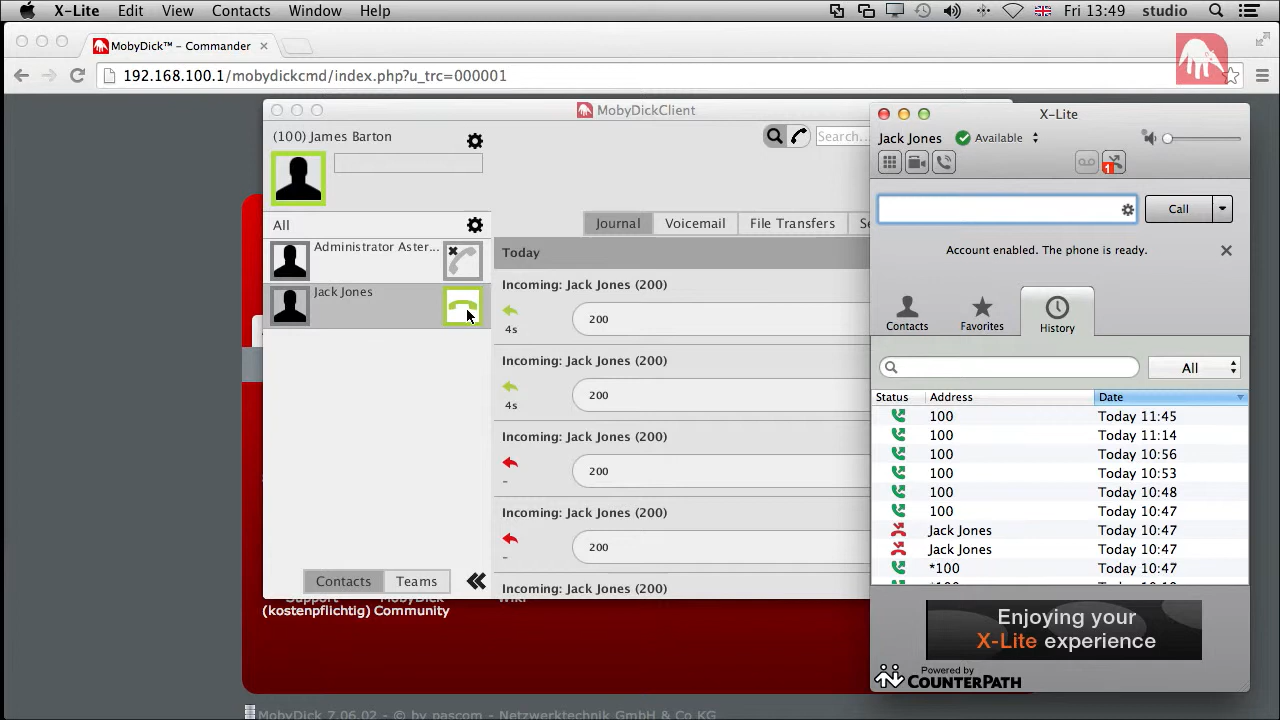 X-Lite Edit View Contacts Window Help Fri 13:49 studio
MobyDick™ – Commander
192.168.100.1/mobydickcmd/index.php?u_trc=000001
MobyDickClient
(100) James Barton
Search...
All
Journal Voicemail File Transfers
Administrator Aster...
Jack Jones
Today
Incoming: Jack Jones (200)
200
4s
Incoming: Jack Jones (200)
200
4s
Incoming: Jack Jones (200)
200
-
Incoming: Jack Jones (200)
200
-
Incoming: Jack Jones (200)
Contacts Teams
X-Lite
Jack Jones Available
1
Call
Account enabled. The phone is ready.
Contacts Favorites History
All
Status Address Date
100 Today 11:45
100 Today 11:14
100 Today 10:56
100 Today 10:53
100 Today 10:48
100 Today 10:47
Jack Jones Today 10:47
Jack Jones Today 10:47
*100 Today 10:47
Enjoying your
X-Lite experience
Powered by
COUNTERPATH
Support MobyDick Wiki
(kostenpflichtig) Community
MobyDick 7.06.02 - © by pascom - Netzwerktechnik GmbH & Co KG